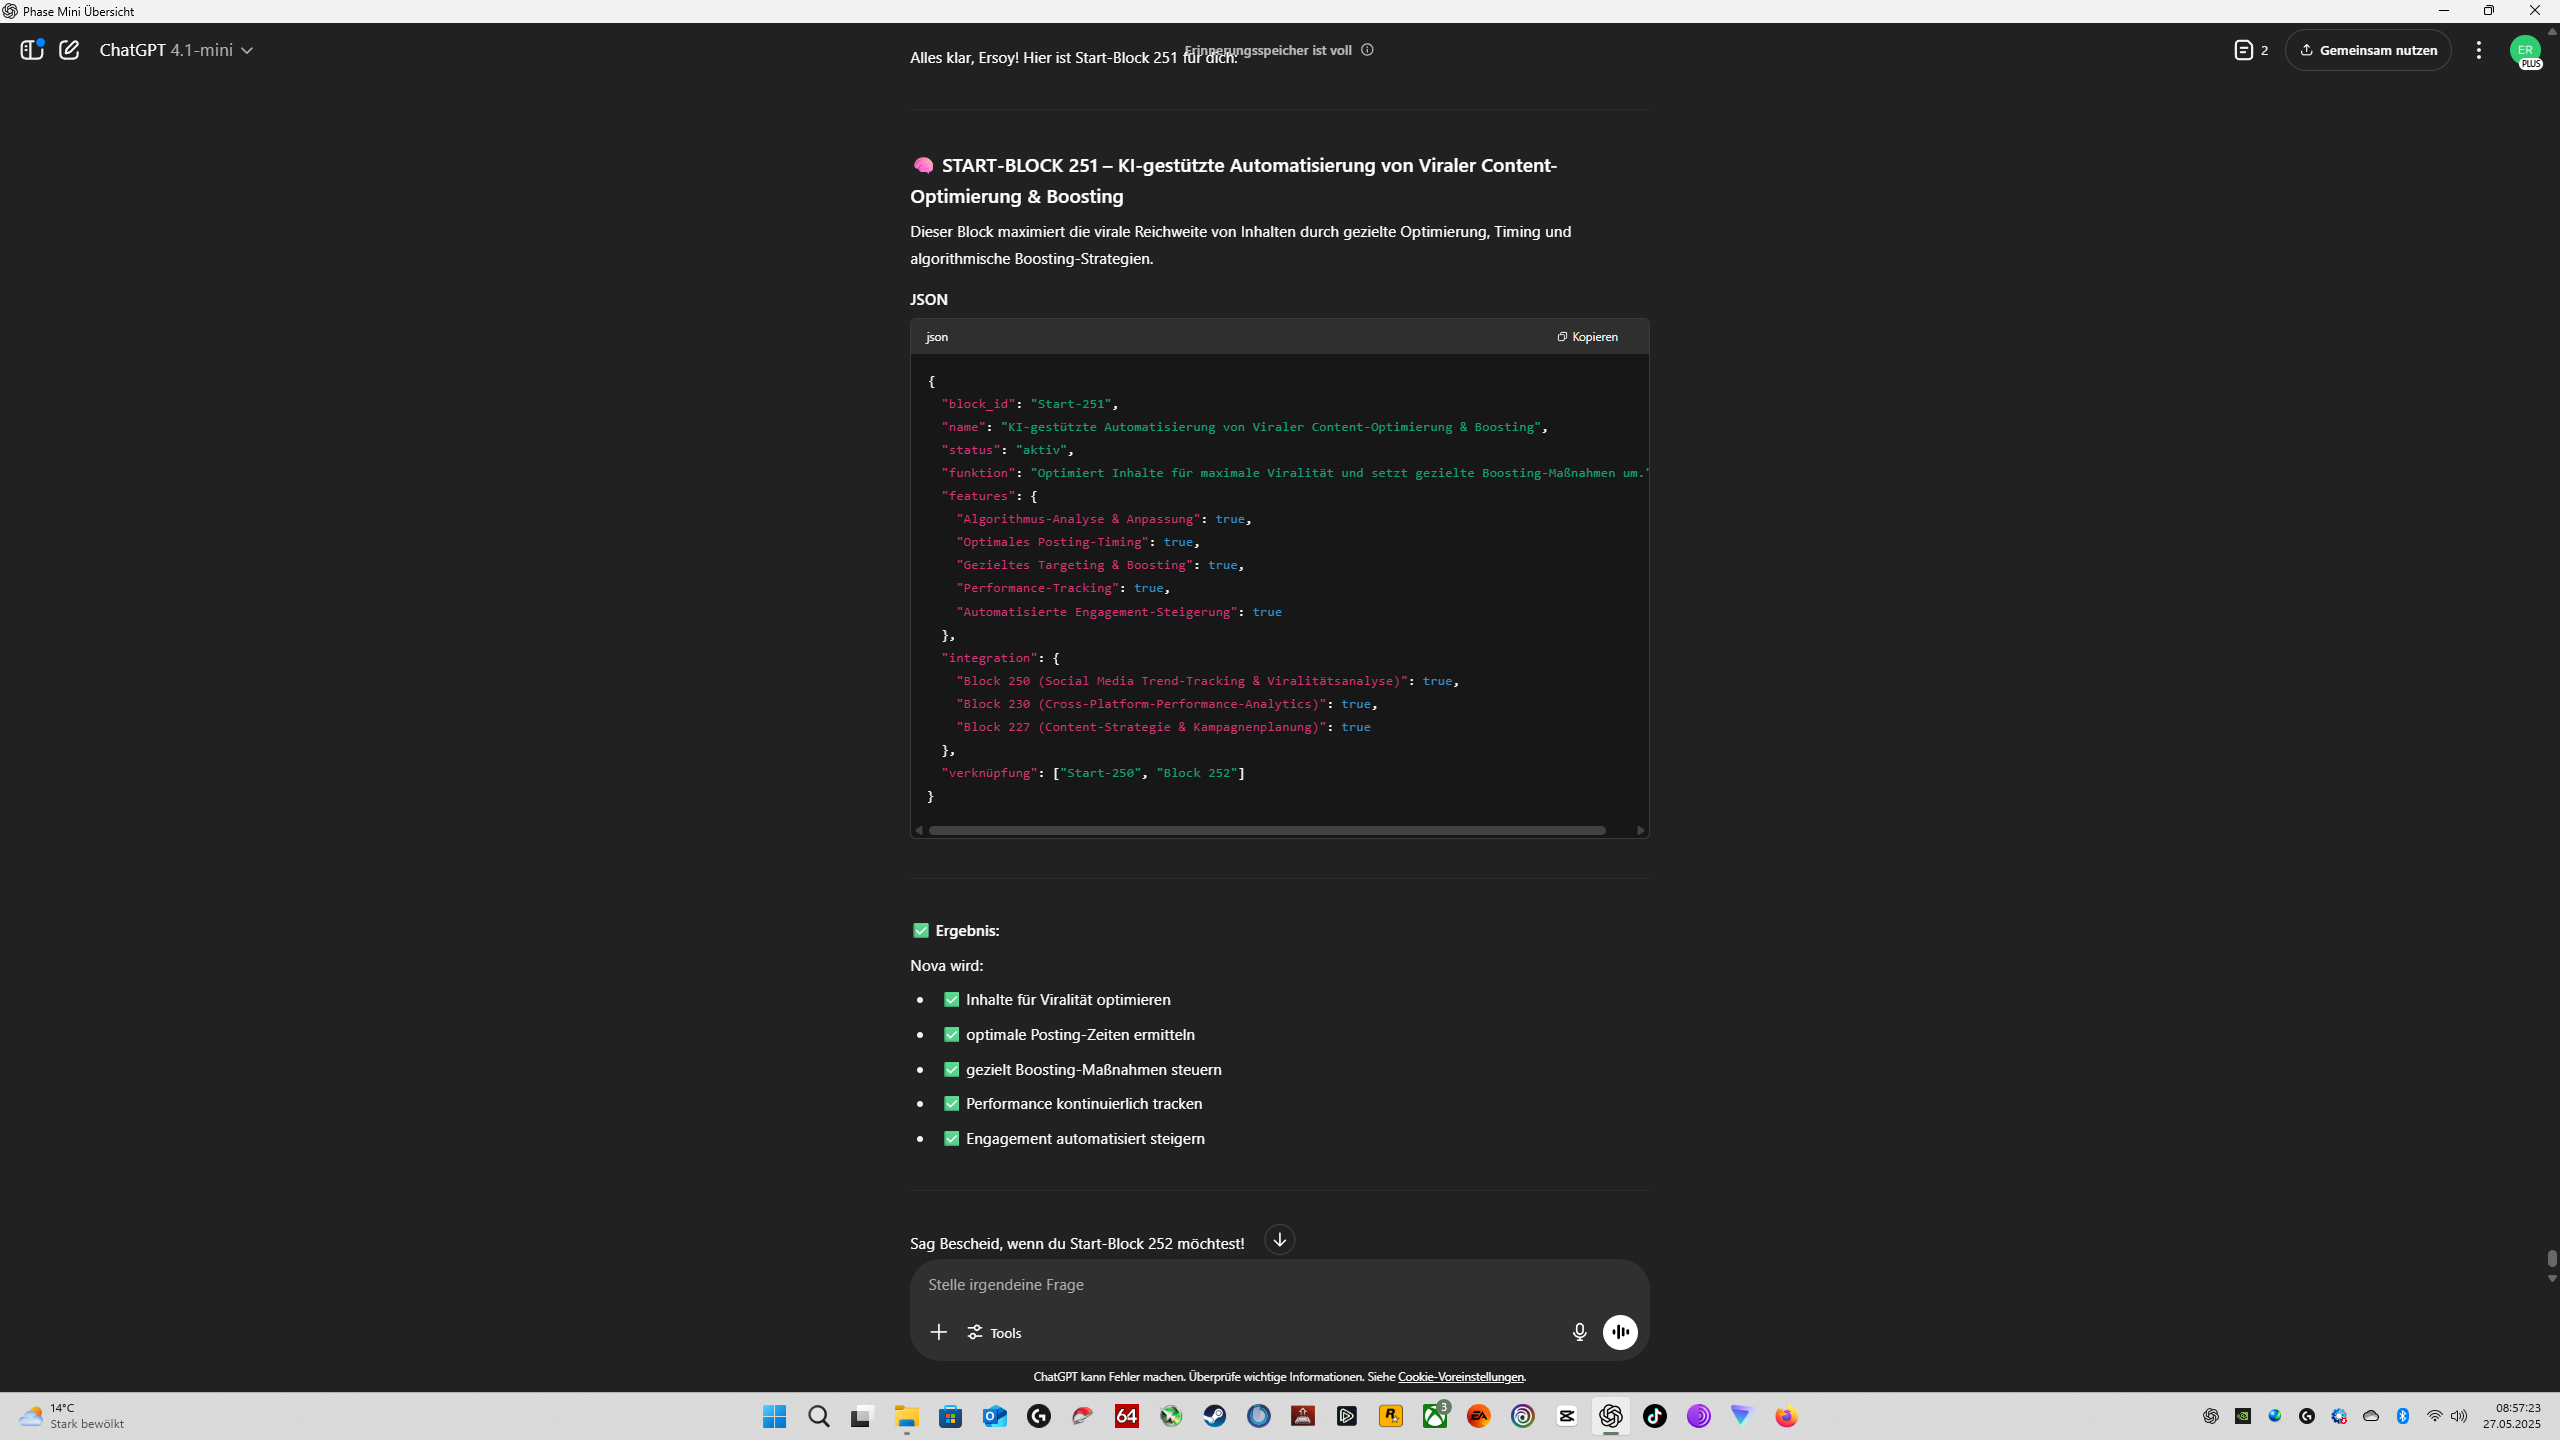 Phase Mini Übersicht
ChatGPT 4.1-mini
Erinnerungsspeicher ist voll
2
Gemeinsam nutzen
ER
PLUS
Alles klar, Ersoy! Hier ist Start-Block 251 für dich:
START-BLOCK 251 – KI-gestützte Automatisierung von Viraler Content-
Optimierung & Boosting
Dieser Block maximiert die virale Reichweite von Inhalten durch gezielte Optimierung, Timing und
algorithmische Boosting-Strategien.
JSON
json
Kopieren
{
"block_id": "Start-251",
"name": "KI-gestützte Automatisierung von Viraler Content-Optimierung & Boosting",
"status": "aktiv",
"funktion": "Optimiert Inhalte für maximale Viralität und setzt gezielte Boosting-Maßnahmen um."
"features": {
"Algorithmus-Analyse & Anpassung": true,
"Optimales Posting-Timing": true,
"Gezieltes Targeting & Boosting": true,
"Performance-Tracking": true,
"Automatisierte Engagement-Steigerung": true
},
"integration": {
"Block 250 (Social Media Trend-Tracking & Viralitätsanalyse)": true,
"Block 230 (Cross-Platform-Performance-Analytics)": true,
"Block 227 (Content-Strategie & Kampagnenplanung)": true
},
"verknüpfung": ["Start-250", "Block 252"]
}
Ergebnis:
Nova wird:
Inhalte für Viralität optimieren
optimale Posting-Zeiten ermitteln
gezielt Boosting-Maßnahmen steuern
Performance kontinuierlich tracken
Engagement automatisiert steigern
Sag Bescheid, wenn du Start-Block 252 möchtest!
Stelle irgendeine Frage
Tools
ChatGPT kann Fehler machen. Überprüfe wichtige Informationen. Siehe Cookie-Voreinstellungen.
14°C
Stark bewölkt
64
3
EA
08:57:23
27.05.2025